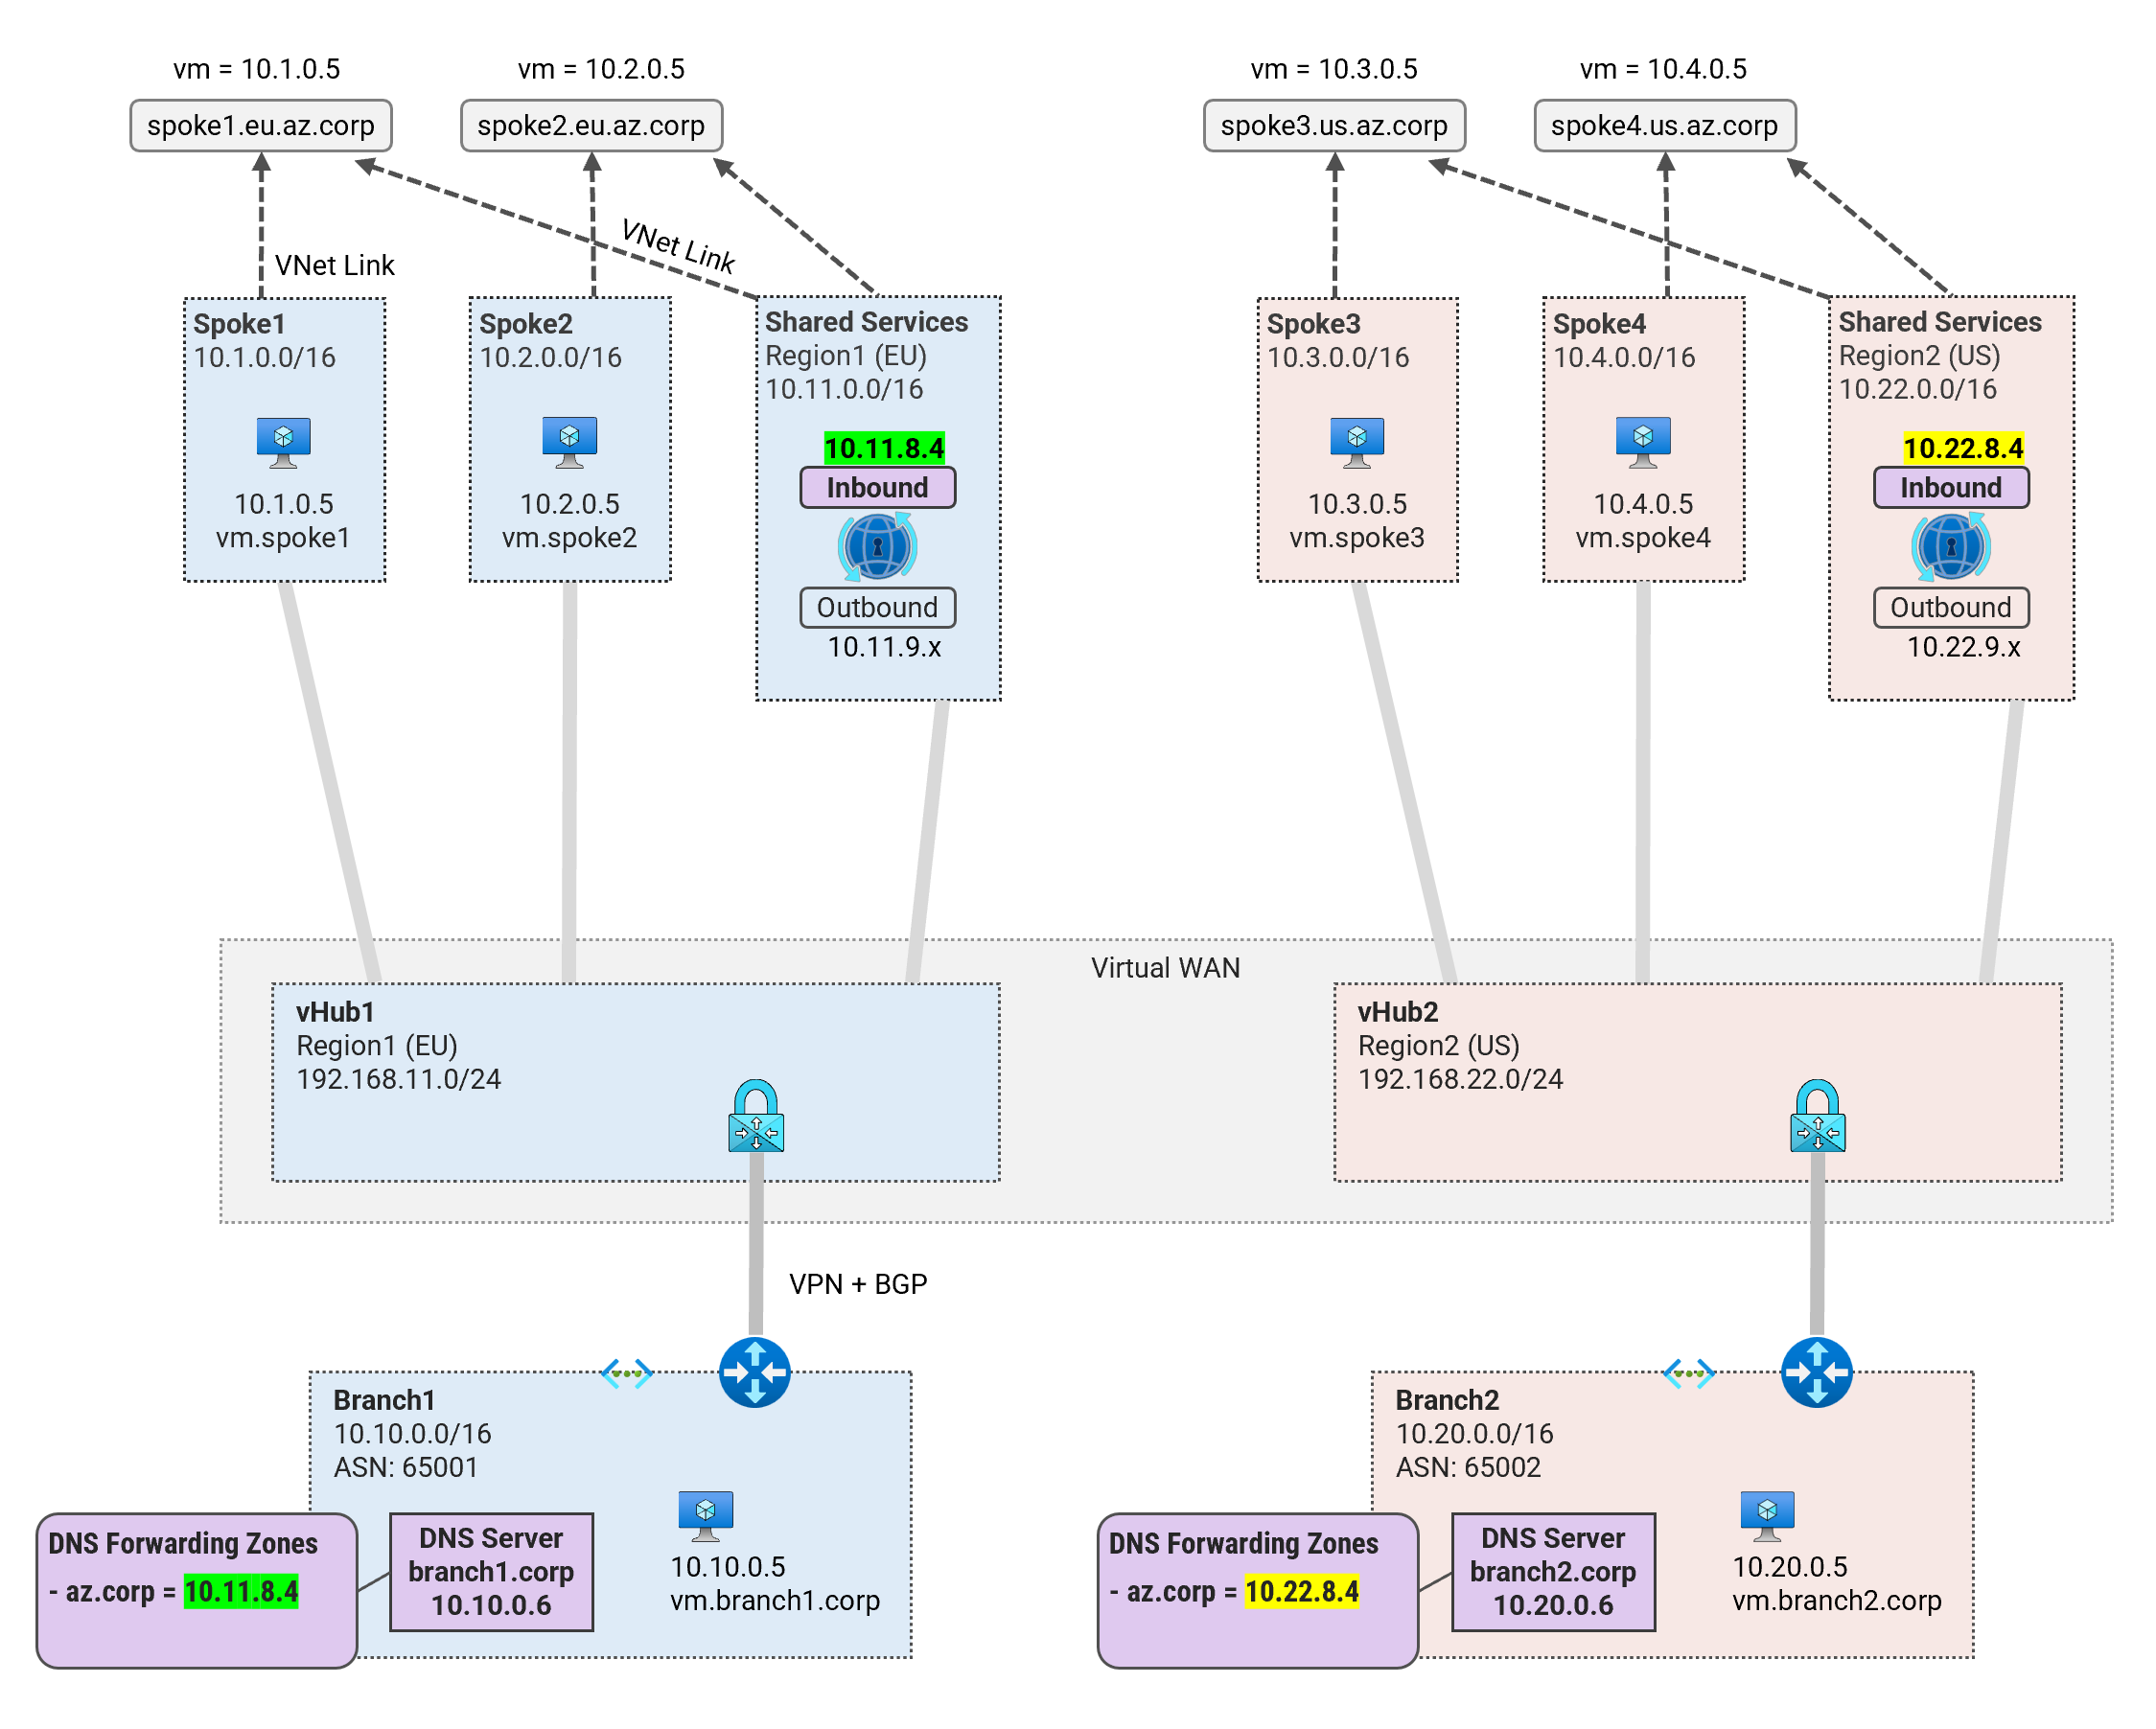 vm = 10.1.0.5
vm = 10.2.0.5
vm = 10.3.0.5
vm = 10.4.0.5
spoke1.eu.az.corp
spoke2.eu.az.corp
spoke3.us.az.corp
spoke4.us.az.corp
VNet Link
VNet Link
Spoke1
10.1.0.0/16
10.1.0.5
vm.spoke1
Spoke2
10.2.0.0/16
10.2.0.5
vm.spoke2
Shared Services
Region1 (EU)
10.11.0.0/16
10.11.8.4
Inbound
Outbound
10.11.9.x
Spoke3
10.3.0.0/16
10.3.0.5
vm.spoke3
Spoke4
10.4.0.0/16
10.4.0.5
vm.spoke4
Shared Services
Region2 (US)
10.22.0.0/16
10.22.8.4
Inbound
Outbound
10.22.9.x
Virtual WAN
vHub1
Region1 (EU)
192.168.11.0/24
vHub2
Region2 (US)
192.168.22.0/24
VPN + BGP
Branch1
10.10.0.0/16
ASN: 65001
DNS Forwarding Zones
- az.corp = 10.11.8.4
DNS Server
branch1.corp
10.10.0.6
10.10.0.5
vm.branch1.corp
Branch2
10.20.0.0/16
ASN: 65002
DNS Forwarding Zones
- az.corp = 10.22.8.4
DNS Server
branch2.corp
10.20.0.6
10.20.0.5
vm.branch2.corp